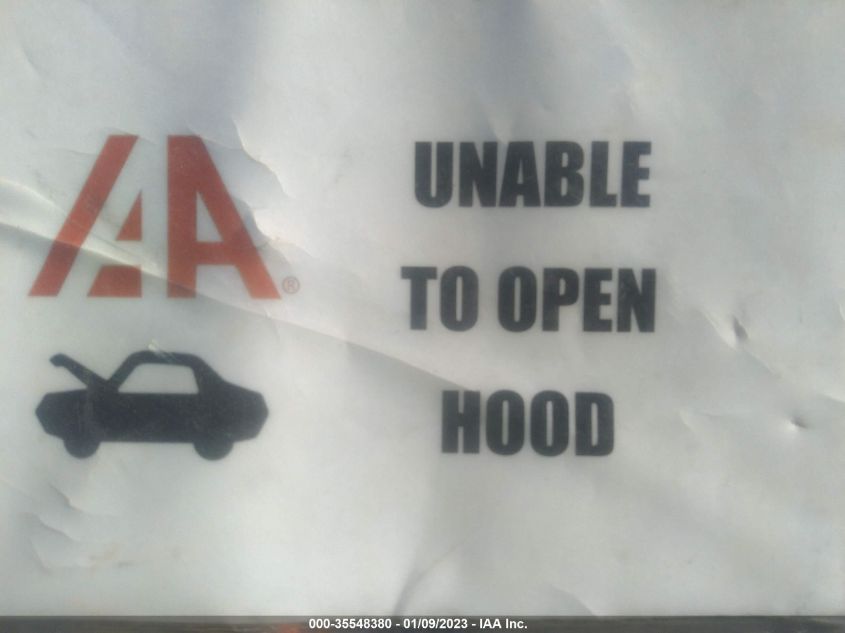 IAA®
UNABLE
TO OPEN
HOOD
000-35548380 - 01/09/2023 - IAA Inc.